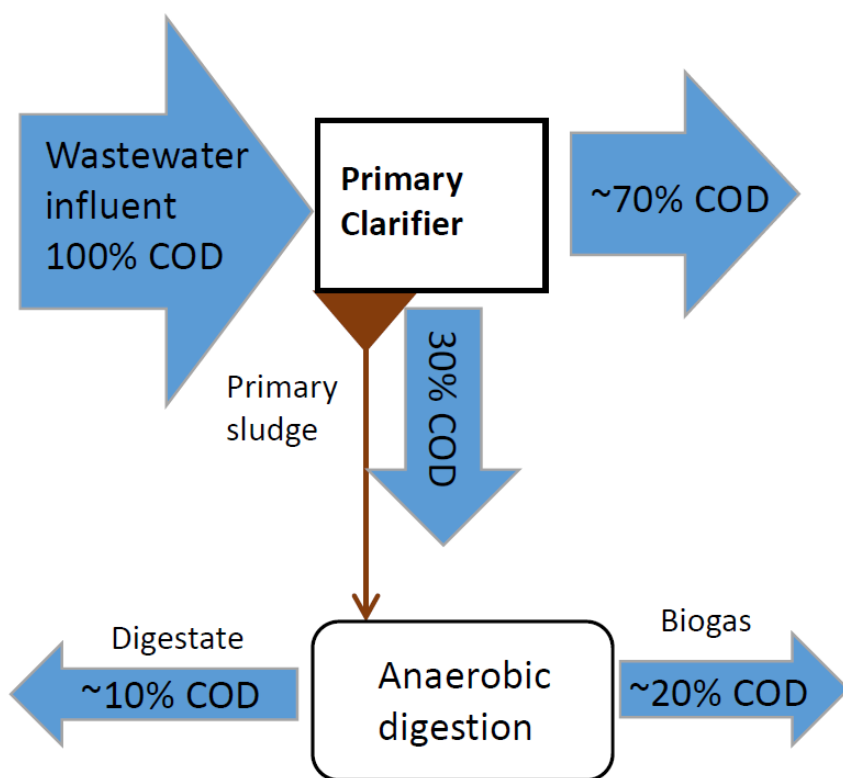 Wastewater
influent
100% COD
Primary
Clarifier
~70% COD
30% COD
Primary
sludge
Digestate
~10% COD
Anaerobic
digestion
Biogas
~20% COD